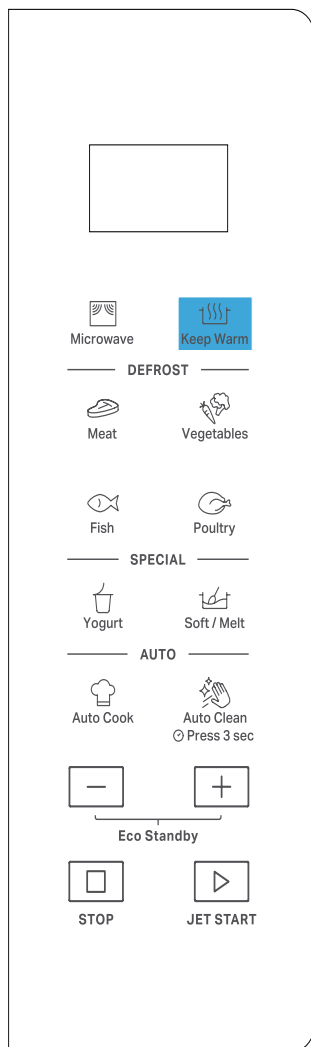 Microwave
Keep Warm
DEFROST
Meat
Vegetables
Fish
Poultry
SPECIAL
Yogurt
Soft / Melt
AUTO
Auto Cook
Auto Clean
Press 3 sec
Eco Standby
STOP
JET START